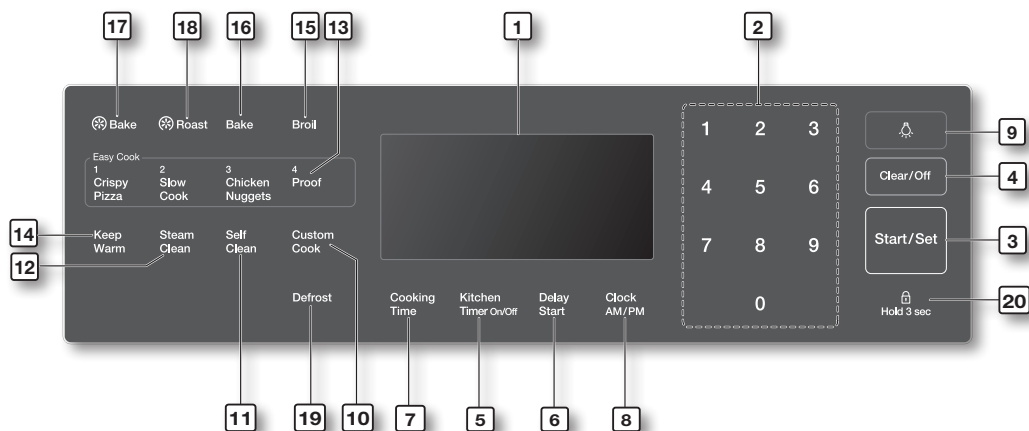 17
18
16
15
13
1
2
Bake
Roast
Bake
Broil
1 2 3
9
Easy Cook
1
Crispy
Pizza
2
Slow
Cook
3
Chicken
Nuggets
4
Proof
Clear/Off
4
4 5 6
14
Keep
Warm
Steam
Clean
Self
Clean
Custom
Cook
7 8 9
Start/Set
3
12
Defrost
Cooking
Time
Kitchen
Timer On/Off
Delay
Start
Clock
AM/PM
0
Hold 3 sec
20
11
19
10
7
5
6
8